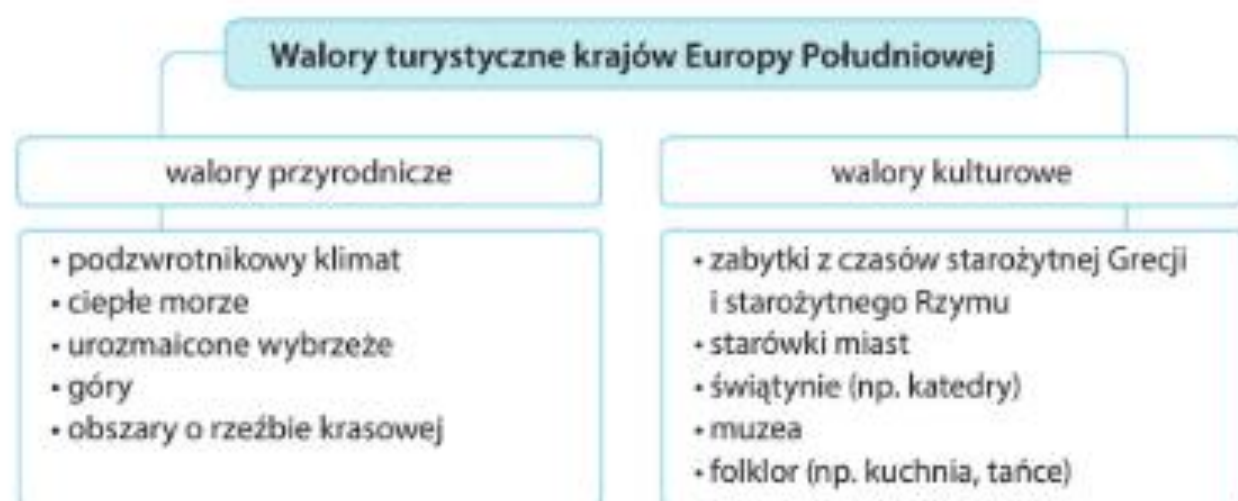 Walory turystyczne krajów Europy Południowej
walory przyrodnicze
• podzwrotnikowy klimat
• ciepłe morze
• urozmaicone wybrzeże
• góry
• obszary o rzeźbie krasowej
walory kulturowe
• zabytki z czasów starożytnej Grecji
i starożytnego Rzymu
• starówki miast
• świątynie (np. katedry)
• muzea
• folklor (np. kuchnia, tańce)